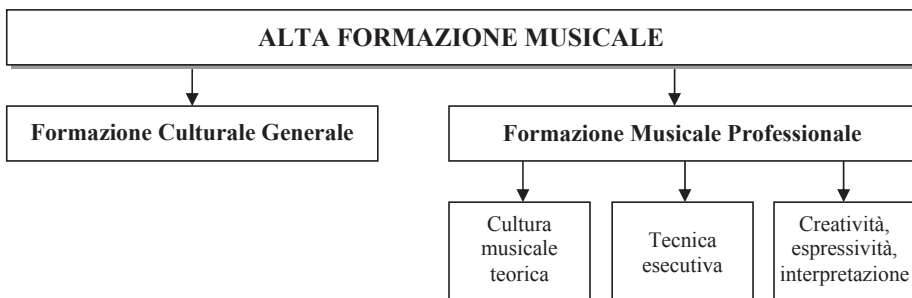 ALTA FORMAZIONE MUSICALE
Formazione Culturale Generale
Formazione Musicale Professionale
Cultura
musicale
teorica
Tecnica
esecutiva
Creatività,
espressività,
interpretazione